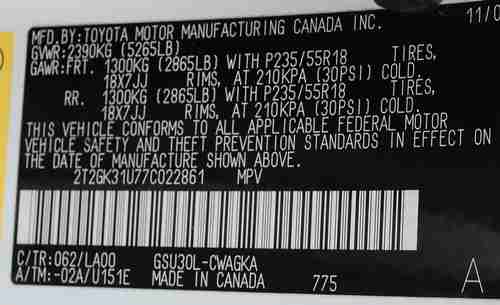 MFD.BY:TOYOTA MOTOR MANUFACTURING CANADA INC. 11/0
GVWR:2390KG (5265LB)
GAWR:FRT. 1300KG (2865LB) WITH P235/55R18 TIRES,
18X7JJ RIMS, AT 210KPA (30PSI) COLD.
RR. 1300KG (2865LB) WITH P235/55R18 TIRES,
18X7JJ RIMS, AT 210KPA (30PSI) COLD.
THIS VEHICLE CONFORMS TO ALL APPLICABLE FEDERAL MOTOR
VEHICLE SAFETY AND THEFT PREVENTION STANDARDS IN EFFECT ON
THE DATE OF MANUFACTURE SHOWN ABOVE.
2T2GK31U77C022861 MPV
C/TR:062/LA00 GSU30L-CWAGKA
A/TM:-02A/U151E MADE IN CANADA 775 A